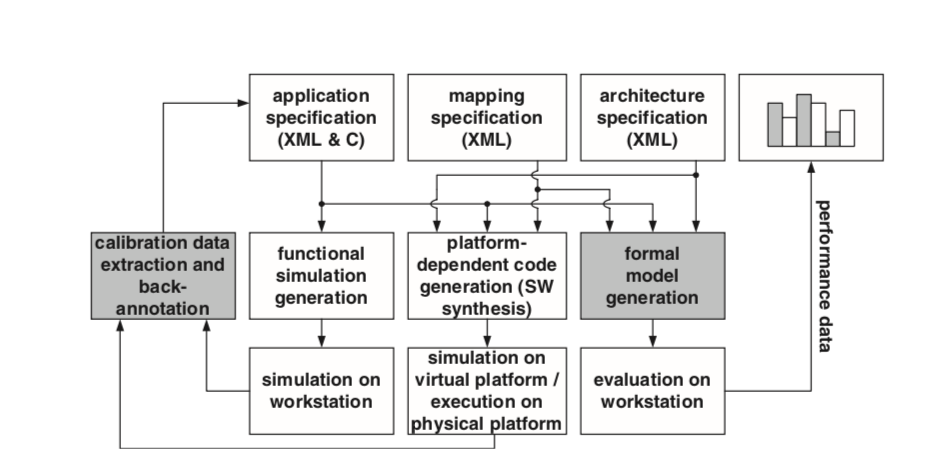 application
specification
(XML & C)
mapping
specification
(XML)
architecture
specification
(XML)
calibration data
extraction and
back-
annotation
functional
simulation
generation
platform-
dependent code
generation (SW
synthesis)
formal
model
generation
performance data
simulation on
workstation
simulation on
virtual platform /
execution on
physical platform
evaluation on
workstation